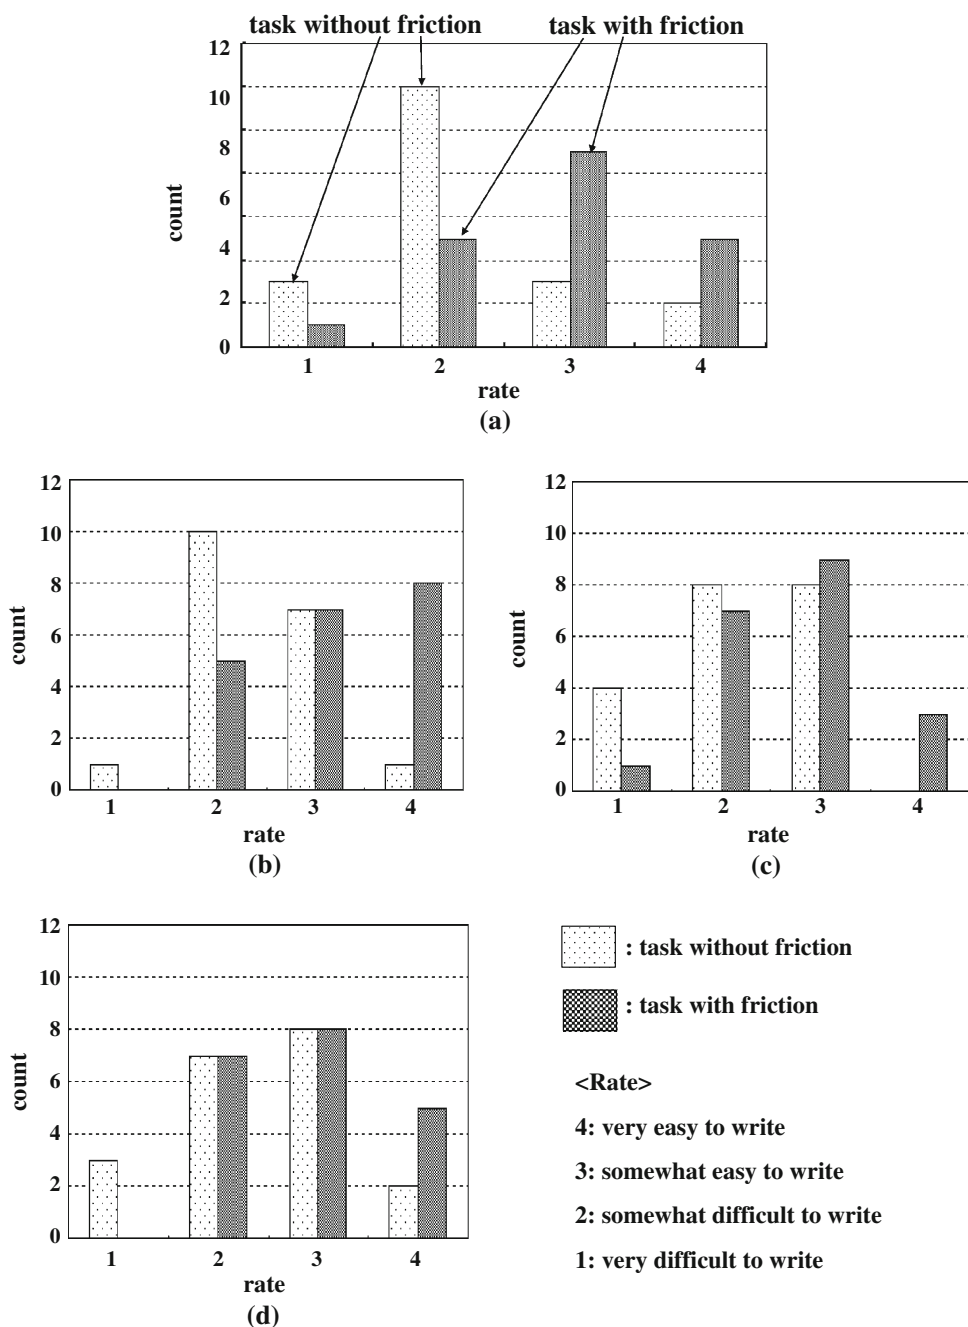 task without friction
task with friction
12
10
8
6
4
2
0
count
1 2 3 4
rate
(a)
12
10
8
6
4
2
0
count
1 2 3 4
rate
(b)
12
10
8
6
4
2
0
count
1 2 3 4
rate
(c)
12
10
8
6
4
2
0
count
1 2 3 4
rate
(d)
: task without friction
: task with friction
<Rate>
4: very easy to write
3: somewhat easy to write
2: somewhat difficult to write
1: very difficult to write